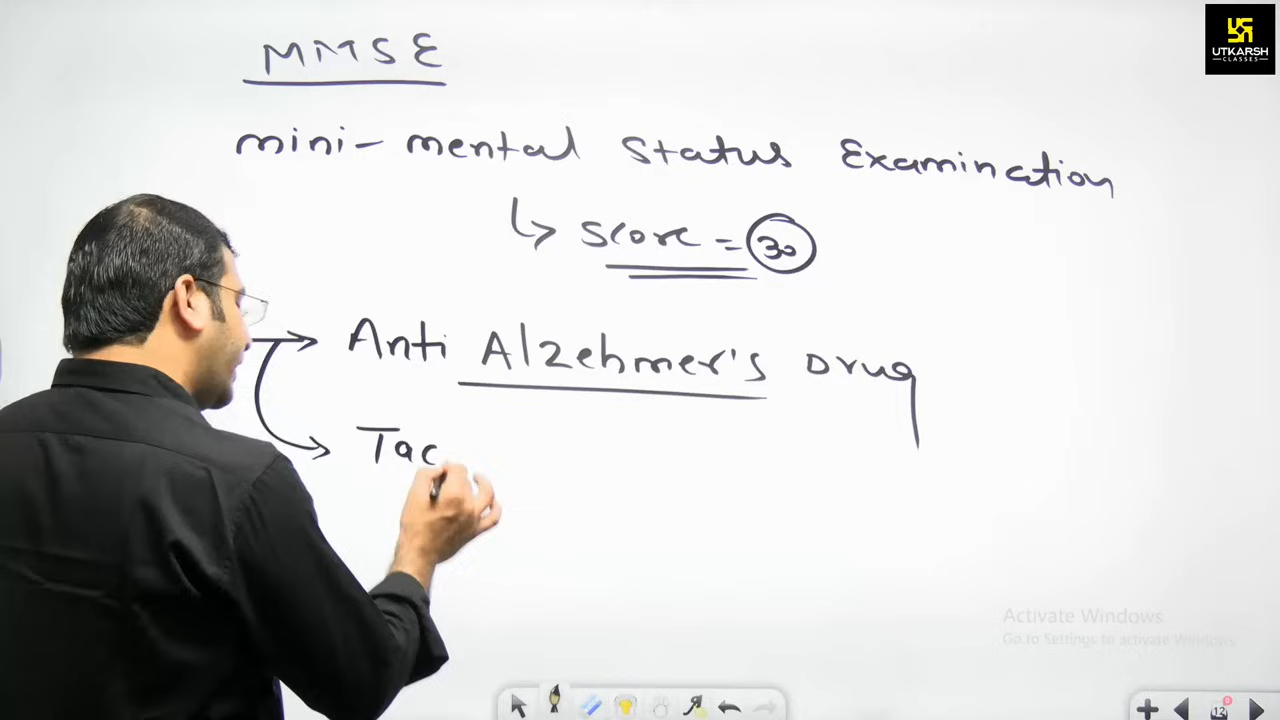 UTKARSH
CLASSES
MMSE
mini-mental status Examination
↳ Score = 30
→ Anti Alzehmer's Drug
→ Tac
Activate Windows
Go to Settings to activate Windows.
12